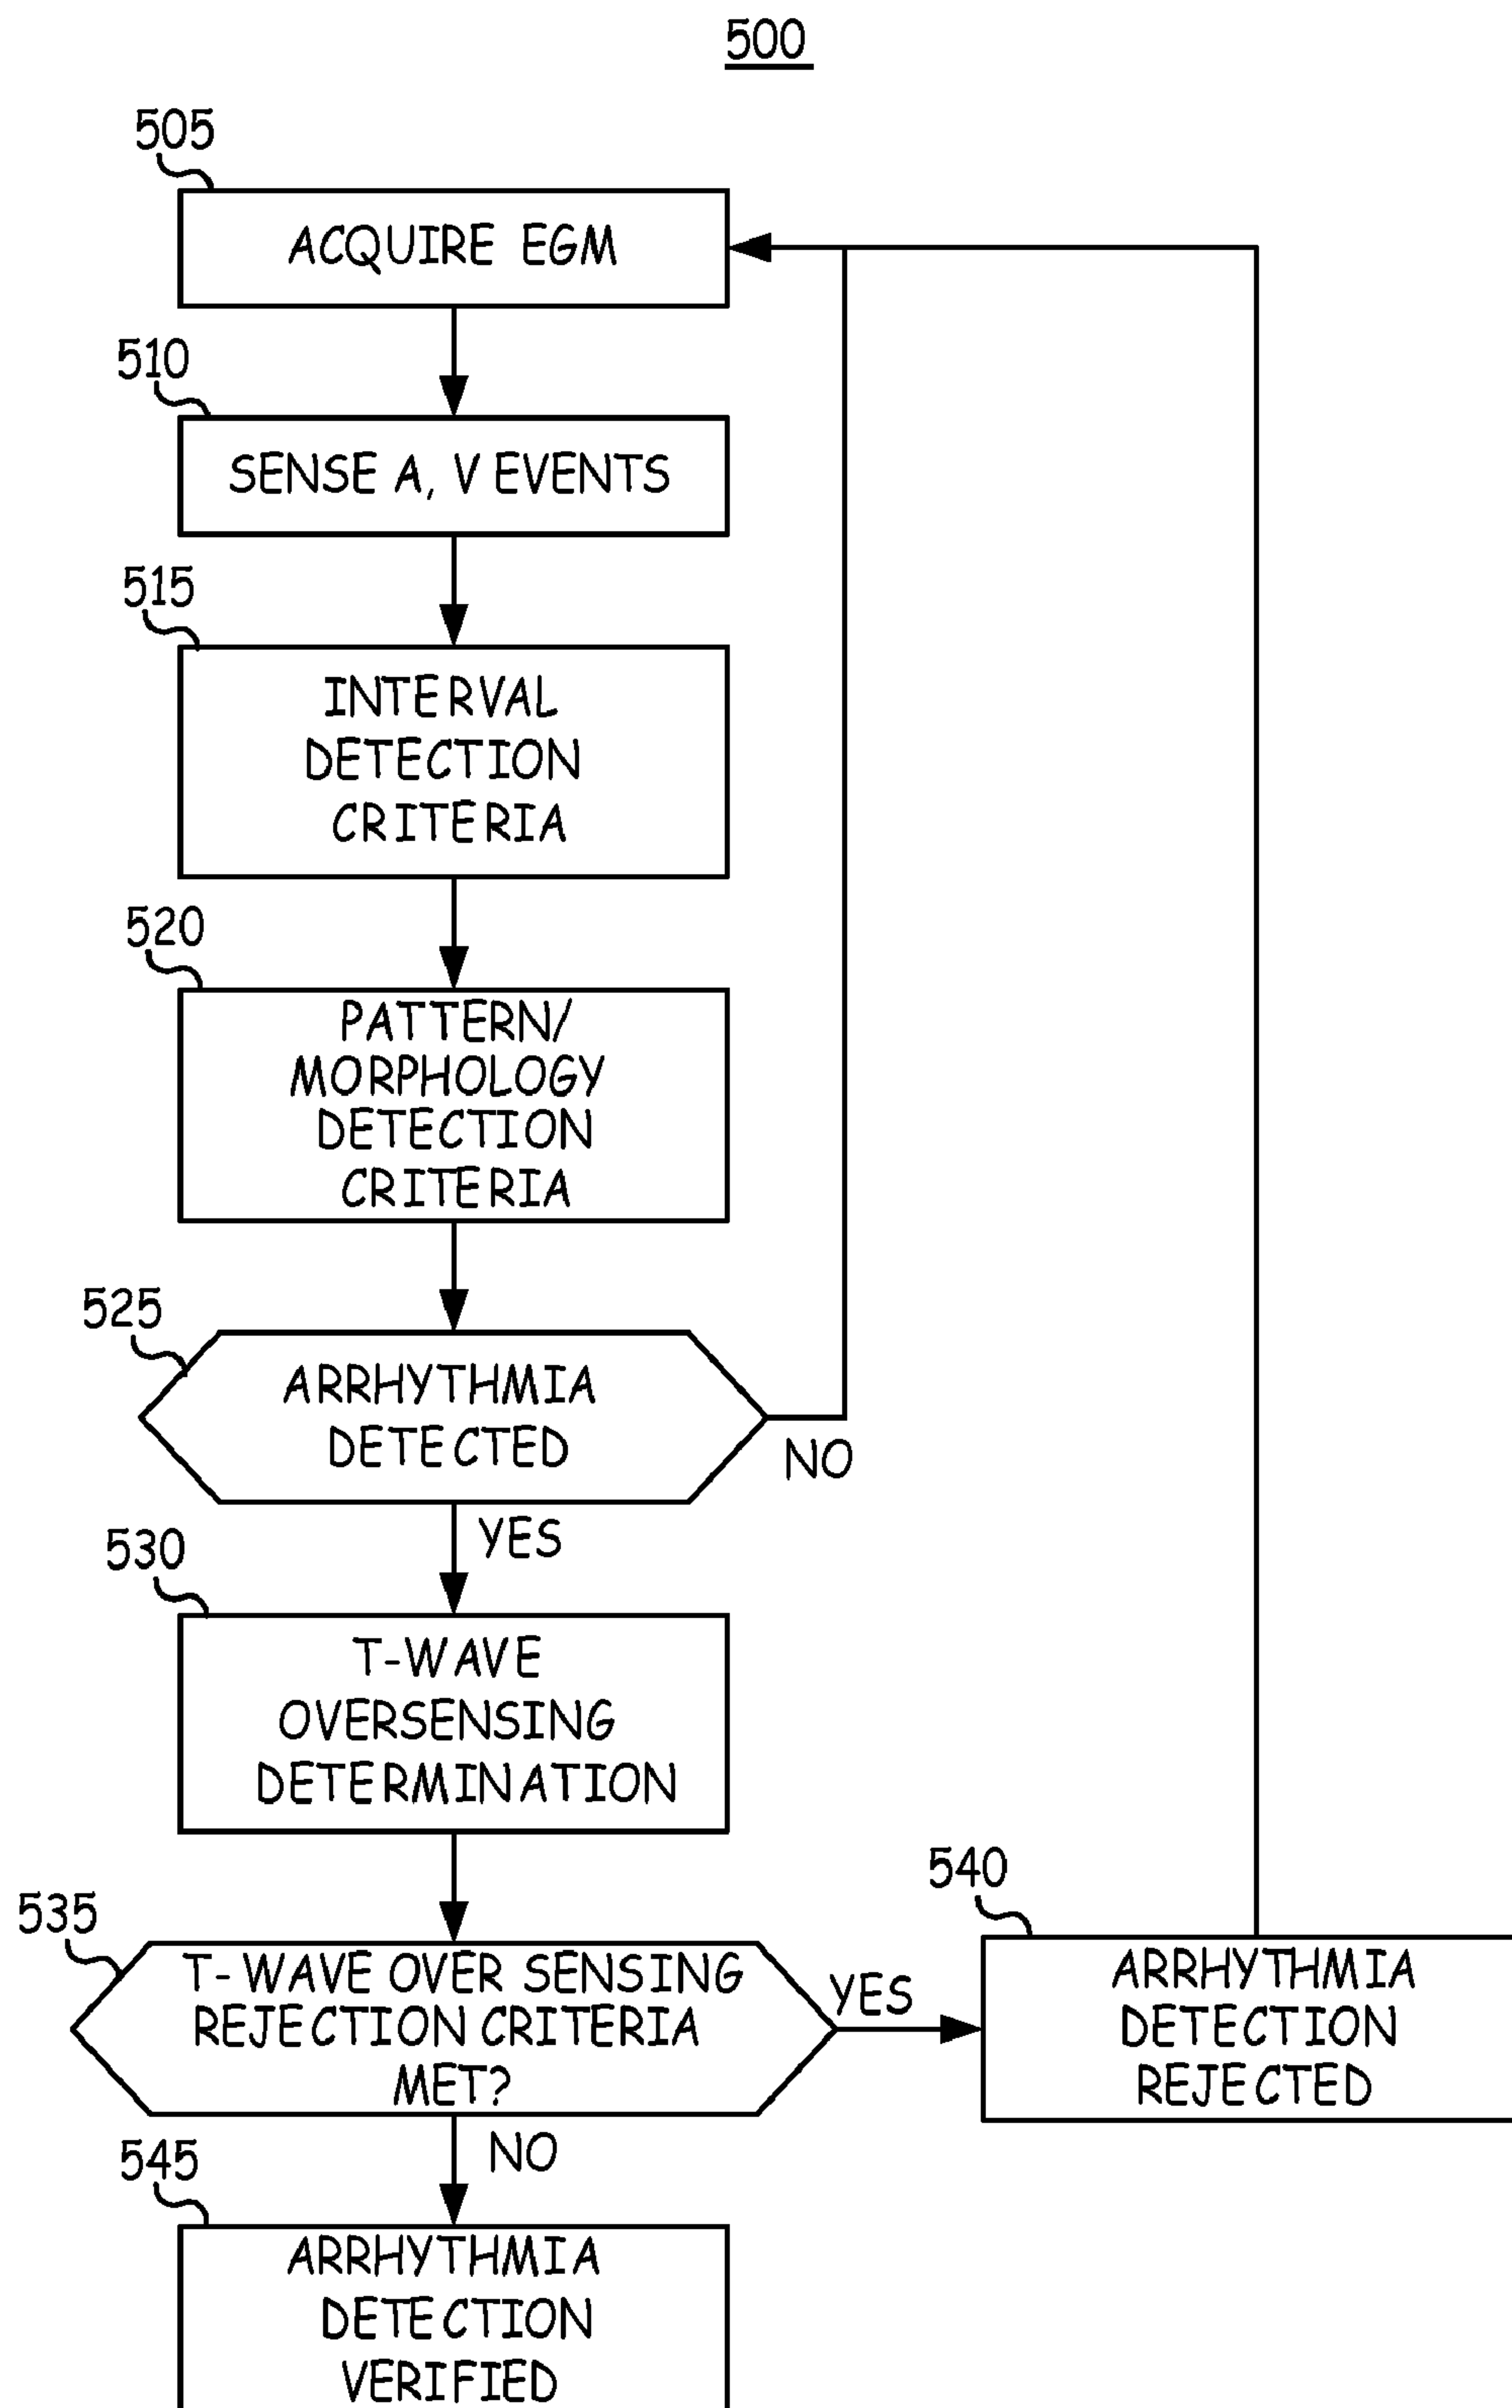 500
505
ACQUIRE EGM
510
SENSE A, V EVENTS
515
INTERVAL
DETECTION
CRITERIA
520
PATTERN/
MORPHOLOGY
DETECTION
CRITERIA
525
ARRHYTHMIA
DETECTED
NO
YES
530
T-WAVE
OVERSENSING
DETERMINATION
535
T-WAVE OVER SENSING
REJECTION CRITERIA
MET?
YES
540
ARRHYTHMIA
DETECTION
REJECTED
NO
545
ARRHYTHMIA
DETECTION
VERIFIED